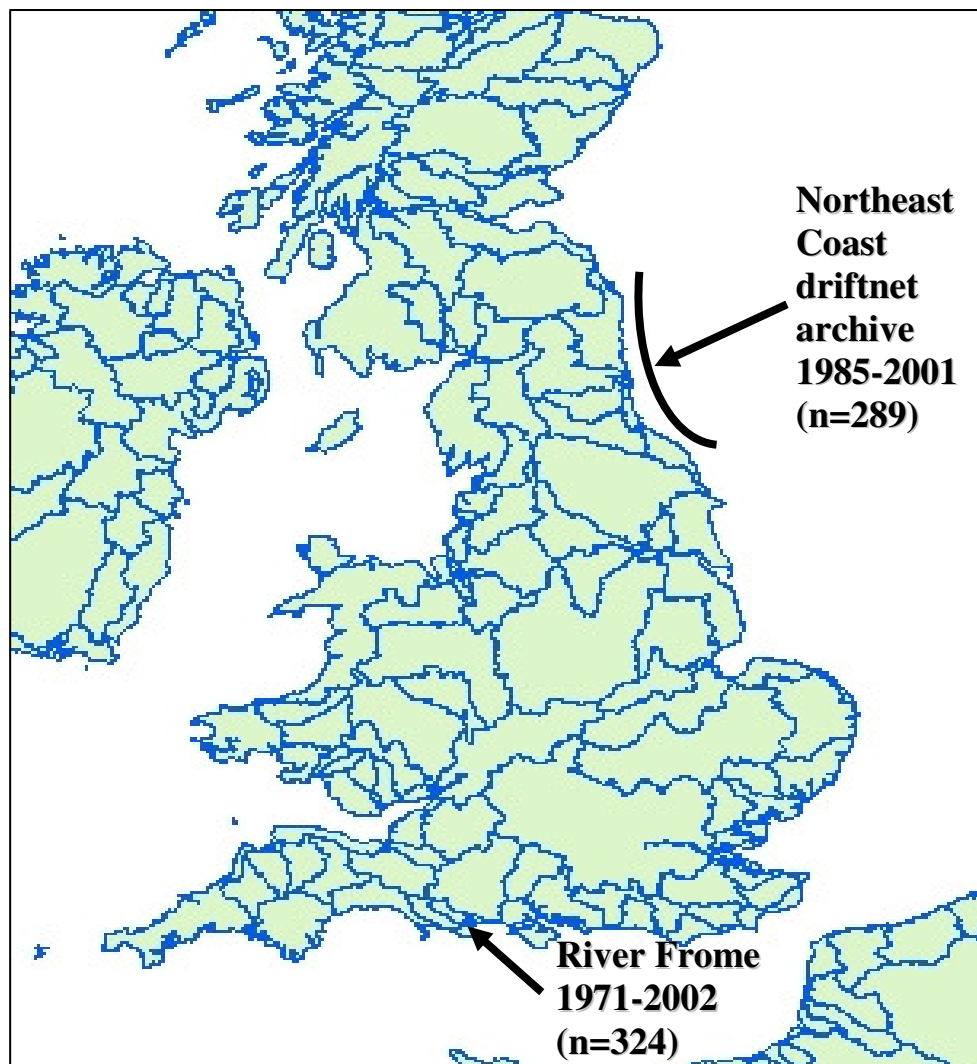 Northeast
Coast
driftnet
archive
1985-2001
(n=289)
River Frome
1971-2002
(n=324)